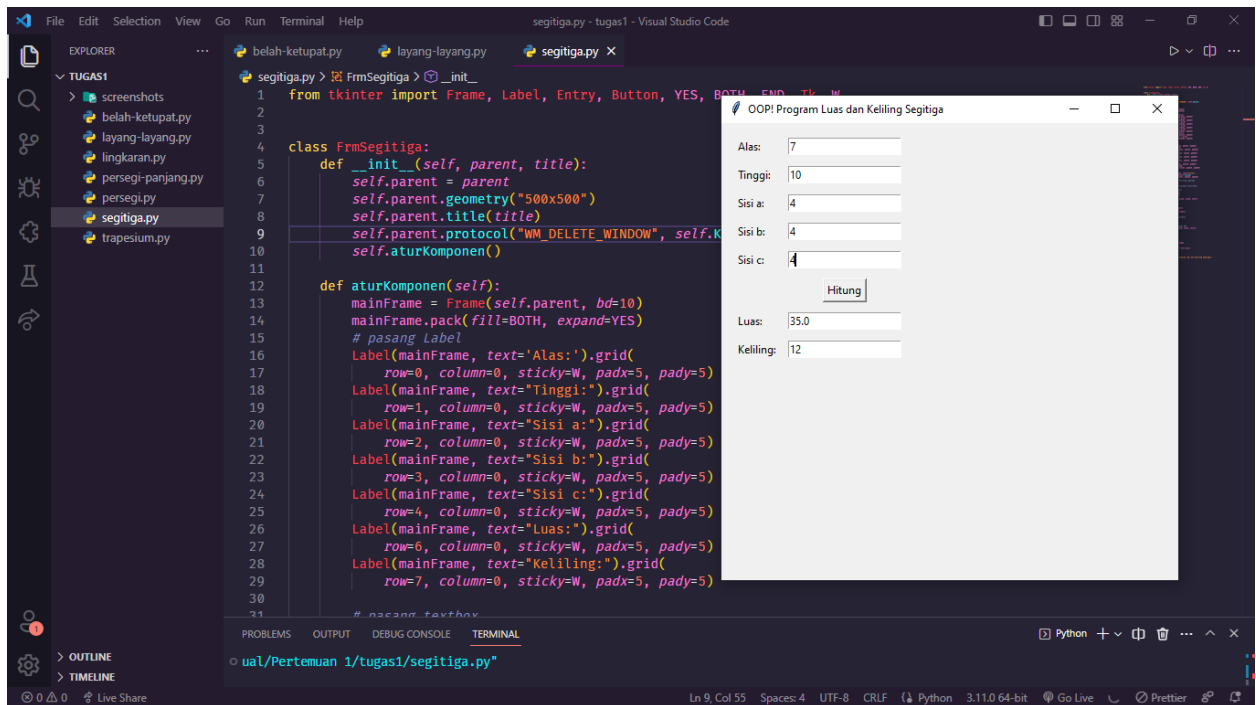 File Edit Selection View Go Run Terminal Help
segitiga.py - tugas1 - Visual Studio Code
EXPLORER
TUGAS1
screenshots
belah-ketupat.py
layang-layang.py
lingkaran.py
persegi-panjang.py
persegi.py
segitiga.py
trapesium.py
OUTLINE
TIMELINE
belah-ketupat.py layang-layang.py segitiga.py
segitiga.py > FrmSegitiga > __init__
1 from tkinter import Frame, Label, Entry, Button, YES, BOTH, END, Tk, W
2
3
4 class FrmSegitiga:
5 def __init__(self, parent, title):
6 self.parent = parent
7 self.parent.geometry("500x500")
8 self.parent.title(title)
9 self.parent.protocol("WM_DELETE_WINDOW", self.K
10 self.aturKomponen()
11
12 def aturKomponen(self):
13 mainFrame = Frame(self.parent, bd=10)
14 mainFrame.pack(fill=BOTH, expand=YES)
15 # pasang Label
16 Label(mainFrame, text='Alas:').grid(
17 row=0, column=0, sticky=W, padx=5, pady=5)
18 Label(mainFrame, text="Tinggi:").grid(
19 row=1, column=0, sticky=W, padx=5, pady=5)
20 Label(mainFrame, text="Sisi a:").grid(
21 row=2, column=0, sticky=W, padx=5, pady=5)
22 Label(mainFrame, text="Sisi b:").grid(
23 row=3, column=0, sticky=W, padx=5, pady=5)
24 Label(mainFrame, text="Sisi c:").grid(
25 row=4, column=0, sticky=W, padx=5, pady=5)
26 Label(mainFrame, text="Luas:").grid(
27 row=6, column=0, sticky=W, padx=5, pady=5)
28 Label(mainFrame, text="Keliling:").grid(
29 row=7, column=0, sticky=W, padx=5, pady=5)
30
31 # pasang textbox
OOP! Program Luas dan Keliling Segitiga
Alas: 7
Tinggi: 10
Sisi a: 4
Sisi b: 4
Sisi c: 4
Hitung
Luas: 35.0
Keliling: 12
PROBLEMS OUTPUT DEBUG CONSOLE TERMINAL
Python
ual/Pertemuan 1/tugas1/segitiga.py"
1
0 0 Live Share
Ln 9, Col 55 Spaces: 4 UTF-8 CRLF Python 3.11.0 64-bit Go Live Prettier